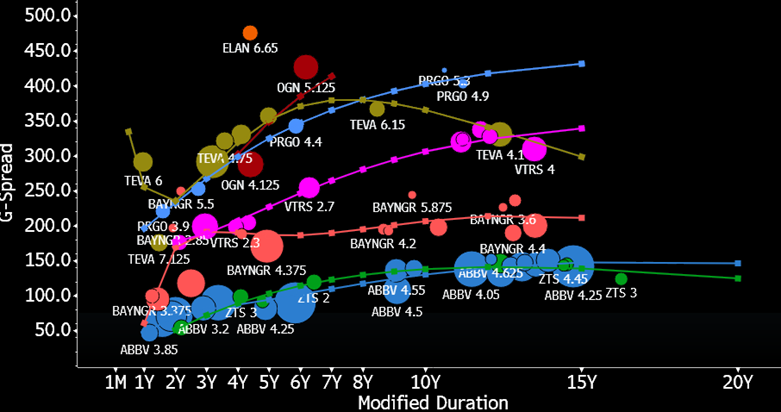 500.0
ELAN 6.65
450.0
OGN 5.125
400.0
PRGO 5.3
PRGO 4.9
350.0
TEVA 6.15
PRGO 4.4
300.0
TEVA 4.75
TEVA 4.1
TEVA 6
OGN 4.125
VTRS 4
250.0
BAYNGR 5.5
VTRS 2.7
BAYNGR 5.875
200.0
PRGO 3.9
BAYNGR 3.6
BAYNGR 2.85
VTRS 2.3
BAYNGR 4.2
BAYNGR 4.4
150.0
TEVA 7.125
BAYNGR 4.375
ABBV 4.625
ZTS 4.45
ZTS 3
100.0
ZTS 2
ABBV 4.55
ABBV 4.05
ABBV 4.25
BAYNGR 3.375
ZTS 3
ABBV 4.5
50.0
ABBV 3.2
ABBV 4.25
ABBV 3.85
G-Spread
1M 1Y 2Y 3Y 4Y 5Y 6Y 7Y 8Y 10Y 15Y 20Y
Modified Duration